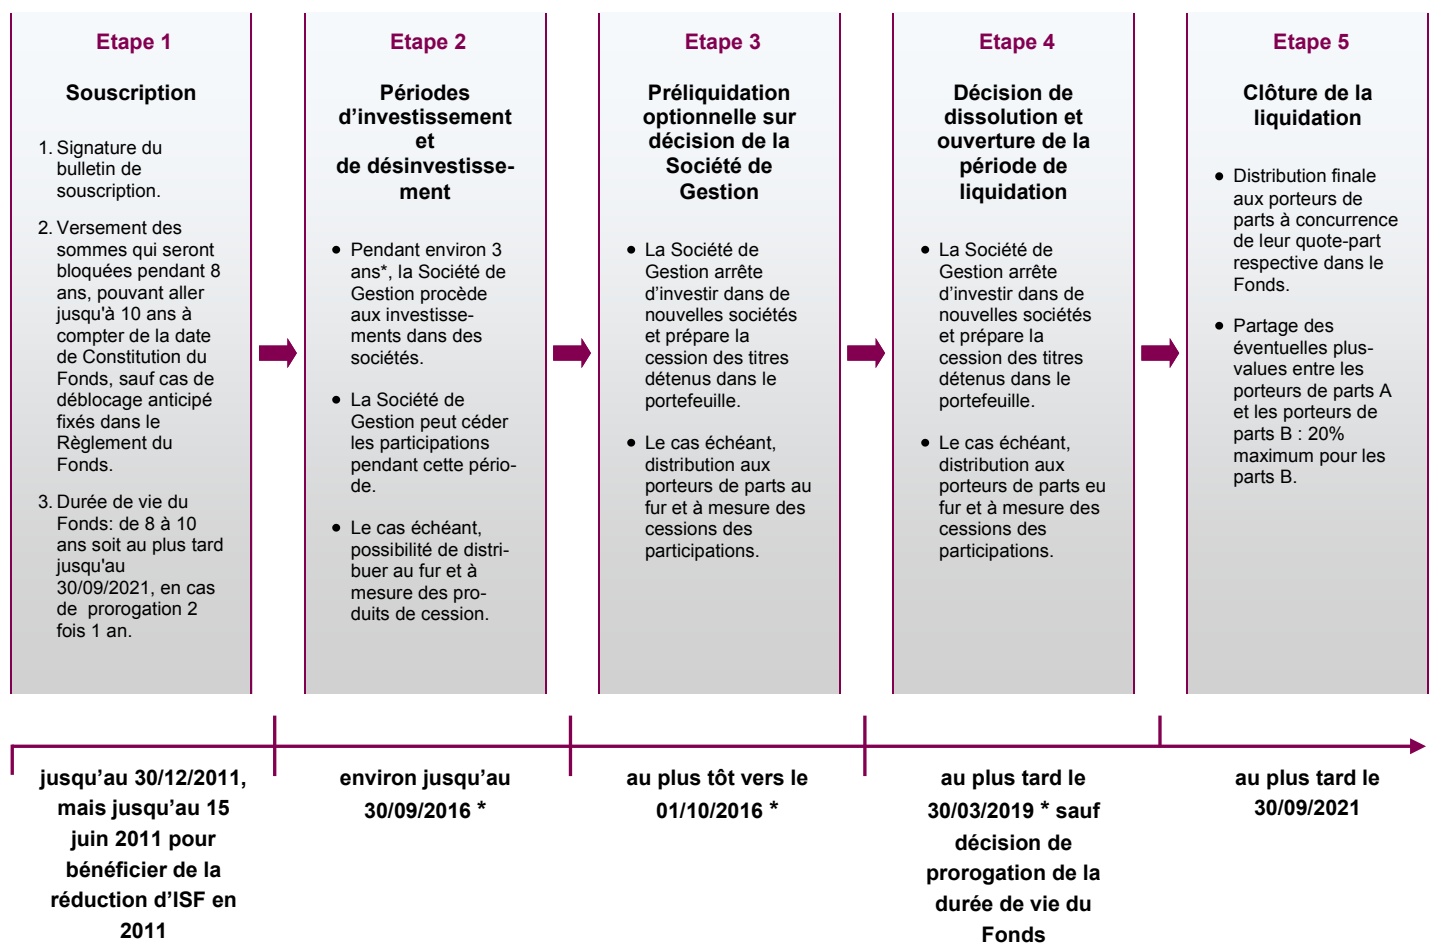 Etape 1
Souscription
1. Signature du
bulletin de
souscription.
2. Versement des
sommes qui seront
bloquées pendant 8
ans, pouvant aller
jusqu'à 10 ans à
compter de la date
de Constitution du
Fonds, sauf cas de
déblocage anticipé
fixés dans le
Règlement du
Fonds.
3. Durée de vie du
Fonds: de 8 à 10
ans soit au plus tard
jusqu'au
30/09/2021, en cas
de prorogation 2
fois 1 an.
Etape 2
Périodes
d’investissement
et
de désinvestisse-
ment
• Pendant environ 3
ans*, la Société de
Gestion procède
aux investisse-
ments dans des
sociétés.
• La Société de
Gestion peut céder
les participations
pendant cette pério-
de.
• Le cas échéant,
possibilité de distri-
buer au fur et à
mesure des pro-
duits de cession.
Etape 3
Préliquidation
optionnelle sur
décision de la
Société de
Gestion
• La Société de
Gestion arrête
d’investir dans de
nouvelles sociétés
et prépare la
cession des titres
détenus dans le
portefeuille.
• Le cas échéant,
distribution aux
porteurs de parts au
fur et à mesure des
cessions des
participations.
Etape 4
Décision de
dissolution et
ouverture de la
période de
liquidation
• La Société de
Gestion arrête
d’investir dans de
nouvelles sociétés
et prépare la
cession des titres
détenus dans le
portefeuille.
• Le cas échéant,
distribution aux
porteurs de parts eu
fur et à mesure des
cessions des
participations.
Etape 5
Clôture de la
liquidation
• Distribution finale
aux porteurs de
parts à concurrence
de leur quote-part
respective dans le
Fonds.
• Partage des
éventuelles plus-
values entre les
porteurs de parts A
et les porteurs de
parts B : 20%
maximum pour les
parts B.
jusqu’au 30/12/2011,
mais jusqu’au 15
juin 2011 pour
bénéficier de la
réduction d’ISF en
2011
environ jusqu’au
30/09/2016 *
au plus tôt vers le
01/10/2016 *
au plus tard le
30/03/2019 * sauf
décision de
prorogation de la
durée de vie du
Fonds
au plus tard le
30/09/2021